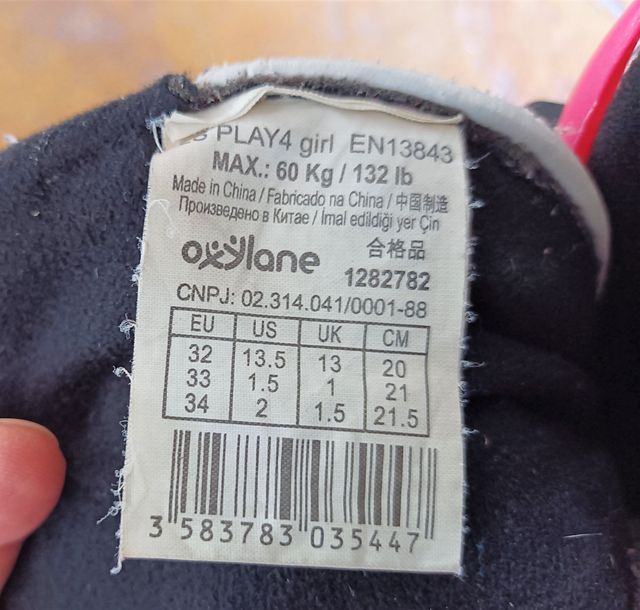 PLAY4 girl EN13843
MAX.: 60 Kg / 132 lb
Made in China / Fabricado na China / 中国制造
Произведено в Китае / İmal edildiği yer Çin
oxylane 合格品
1282782
CNPJ: 02.314.041/0001-88
EU US UK CM
32 13.5 13 20
33 1.5 1 21
34 2 1.5 21.5
3 583783 035447